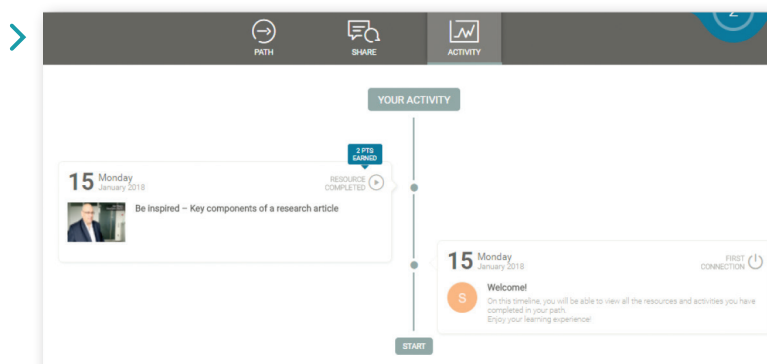 2
PATH
SHARE
ACTIVITY
YOUR ACTIVITY
2 PTS
EARNED
15 Monday
January 2018
RESOURCE
COMPLETED
Be inspired – Key components of a research article
15 Monday
January 2018
FIRST
CONNECTION
S
Welcome!
On this timeline, you will be able to view all the resources and activities you have
completed in your path.
Enjoy your learning experience!
START